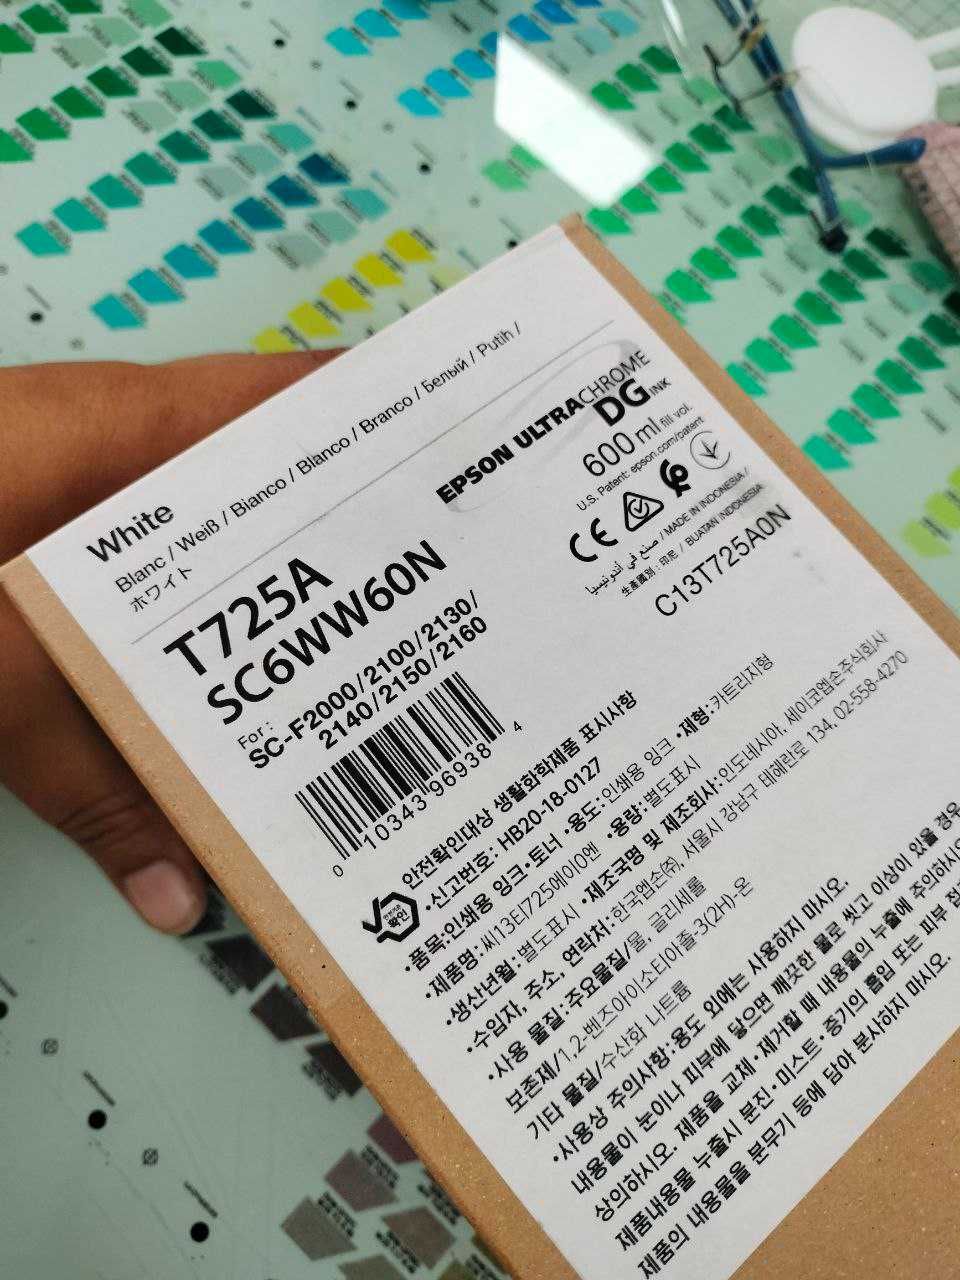 White
Blanc / Weiß / Bianco / Blanco / Branco / Белый / Putih /
ホワイト
EPSON ULTRACHROME
DG INK
600 ml fill vol.
U.S. Patent: epson.com/patent
T725A
SC6WW60N
صنع في أندونيسيا / MADE IN INDONESIA /
生產國別：印尼 / BUATAN INDONESIA
C13T725A0N
For :
SC-F2000/2100/2130/
2140/2150/2160
0 10343 96938 4
확인
안전확인대상 생활화학제품 표시사항
•신고번호: HB20-18-0127
•품목:인쇄용 잉크•토너 •용도:인쇄용 잉크 •제형:카트리지형
•제품명:씨13티725에이0엔 •용량:별도표시
•생산년월:별도표시 •제조국명 및 제조회사:인도네시아, 세이코엡손주식회사
•수입자, 주소, 연락처:한국엡손(주), 서울시 강남구 테헤란로 134, 02-558-4270
•사용 물질:주요물질/물, 글리세롤
보존제/1,2-벤즈아이소티아졸-3(2H)-온
기타 물질/수산화 나트륨
•사용상 주의사항:용도 외에는 사용하지 마시오.
내용물이 눈이나 피부에 닿으면 깨끗한 물로 씻고 이상이 있을 경우
상의하시오. 제품을 교체•제거할 때 내용물의 누출에 주의하시오
제품내용물 누출시 분진•미스트•증기의 흡입 또는 피부 접
제품의 내용물을 분무기 등에 담아 분사하지 마시오.